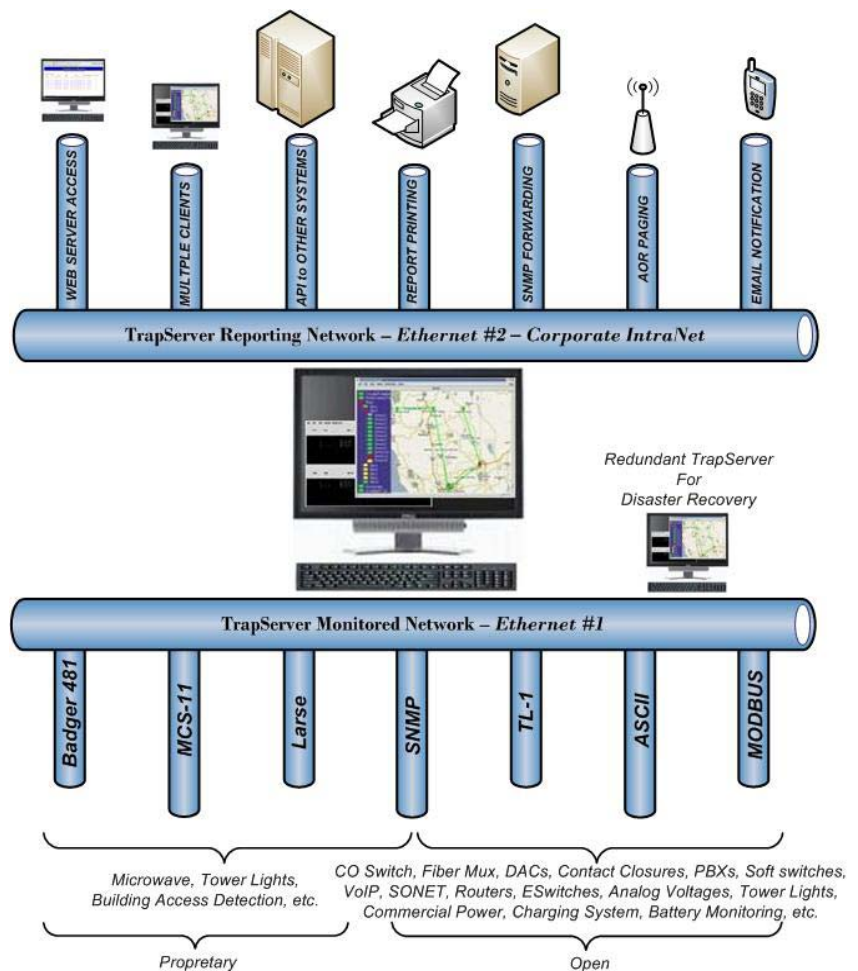 WEB SERVER ACCESS
MULTPLE CLIENTS
API to OTHER SYSTEMS
REPORT PRINTING
SNMP FORWARDING
AOR PAGING
EMAIL NOTIFICATION
TrapServer Reporting Network – Ethernet #2 – Corporate IntraNet
Redundant TrapServer
For
Disaster Recovery
TrapServer Monitored Network – Ethernet #1
Badger 481
MCS-11
Larse
SNMP
TL-1
ASCII
MODBUS
Microwave, Tower Lights,
Building Access Detection, etc.
CO Switch, Fiber Mux, DACs, Contact Closures, PBXs, Soft switches,
VoIP, SONET, Routers, ESwitches, Analog Voltages, Tower Lights,
Commercial Power, Charging System, Battery Monitoring, etc.
Propretary
Open